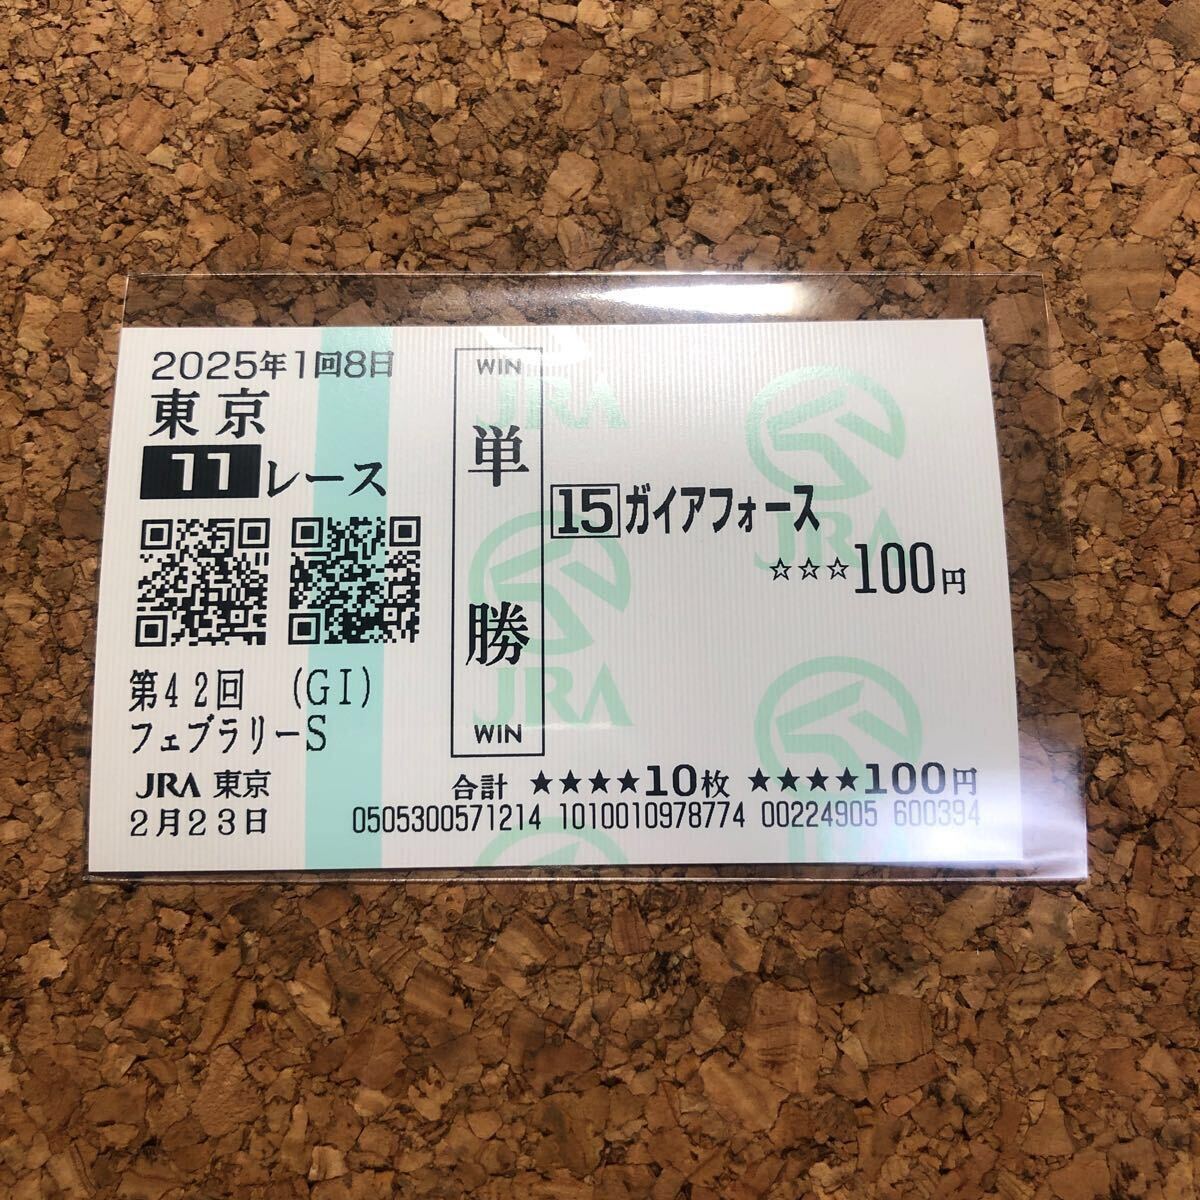 2025年1回8日
東京
11レース
第42回 (GI)
フェブラリーS
JRA 東京
2月23日
WIN
単勝
WIN
15ガイアフォース
☆☆☆100円
合計 ★★★★10枚 ★★★★100円
0505300571214 1010010978774 00224905 600394
JRA
JRA
JRA